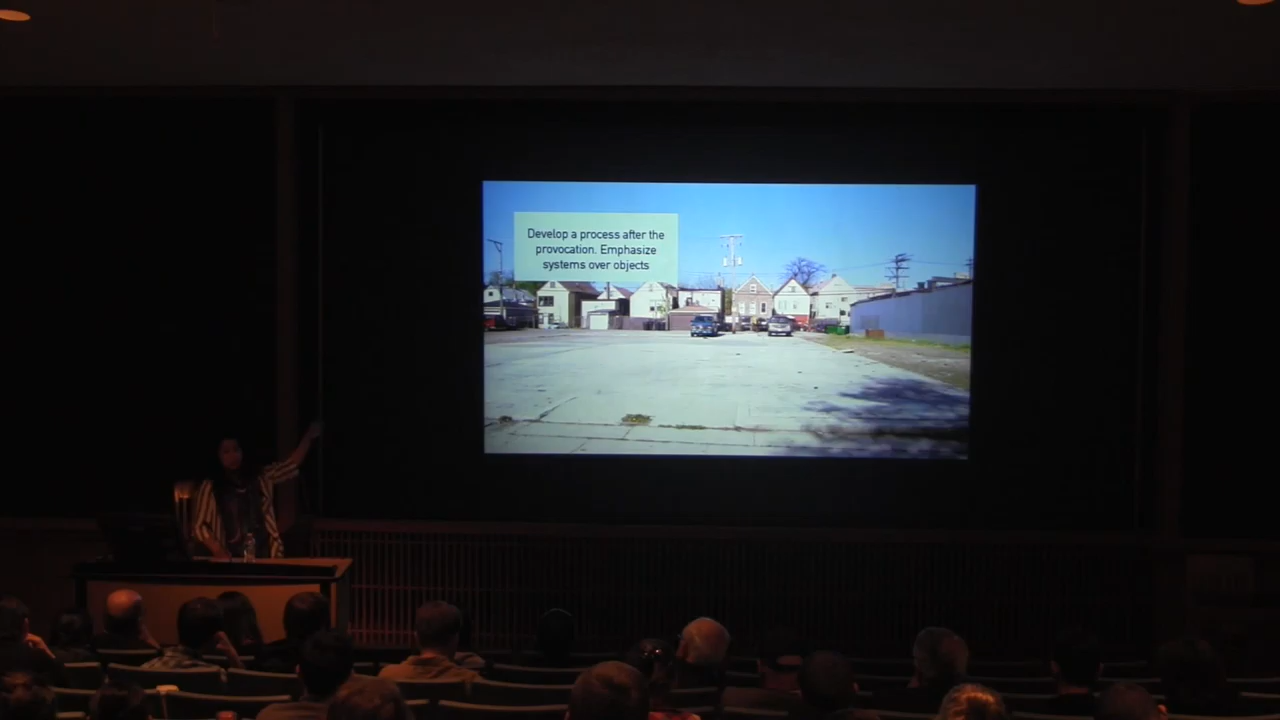 Develop a process after the
provocation. Emphasize
systems over objects